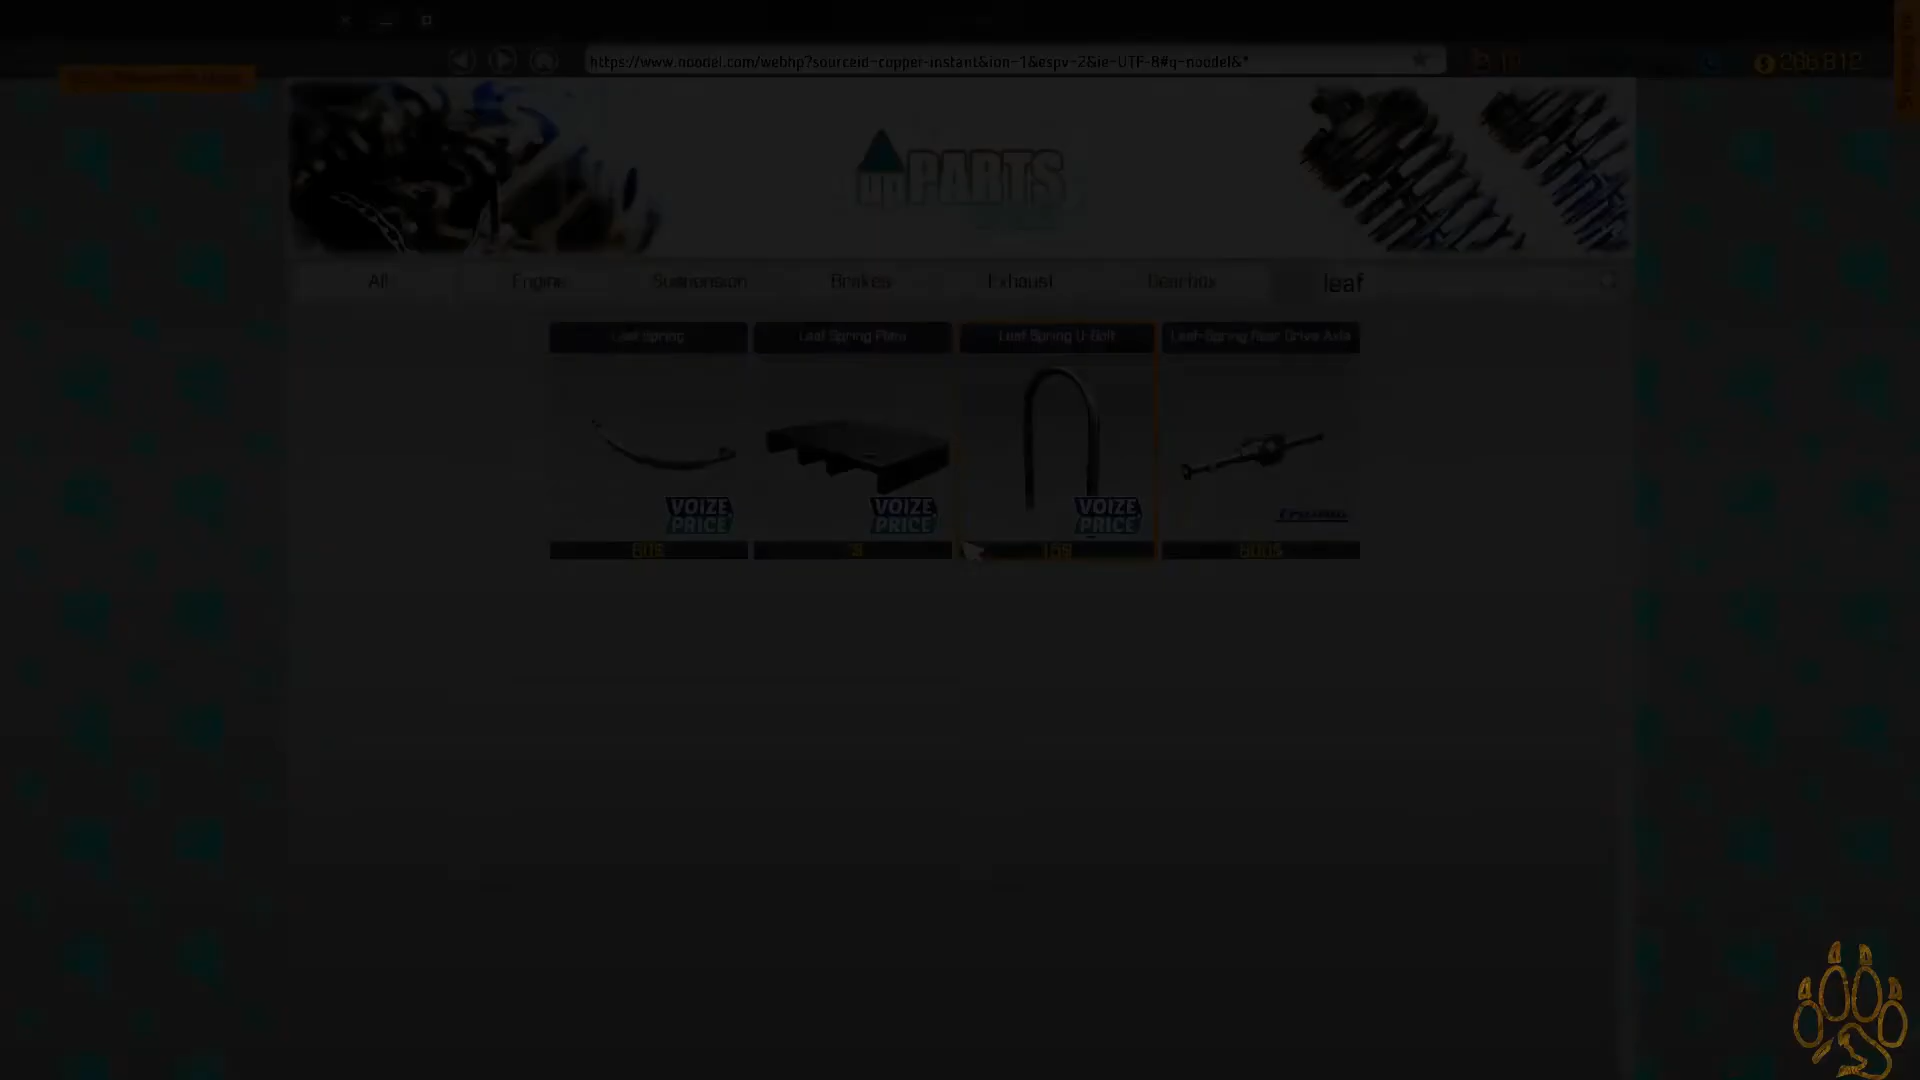 https://www.noodel.com/webhp?sourceid-copper-instant&ion-1&espv-2&ie-UTF-8#q-noodel&*
upPARTS
All
Engine
Suspension
Brakes
Exhaust
Gearbox
leaf
Leaf Spring
Leaf Spring Plate
Leaf Spring U-Bolt
Leaf-Spring Rear Drive Axle
VOIZE PRICE
VOIZE PRICE
VOIZE PRICE
15$